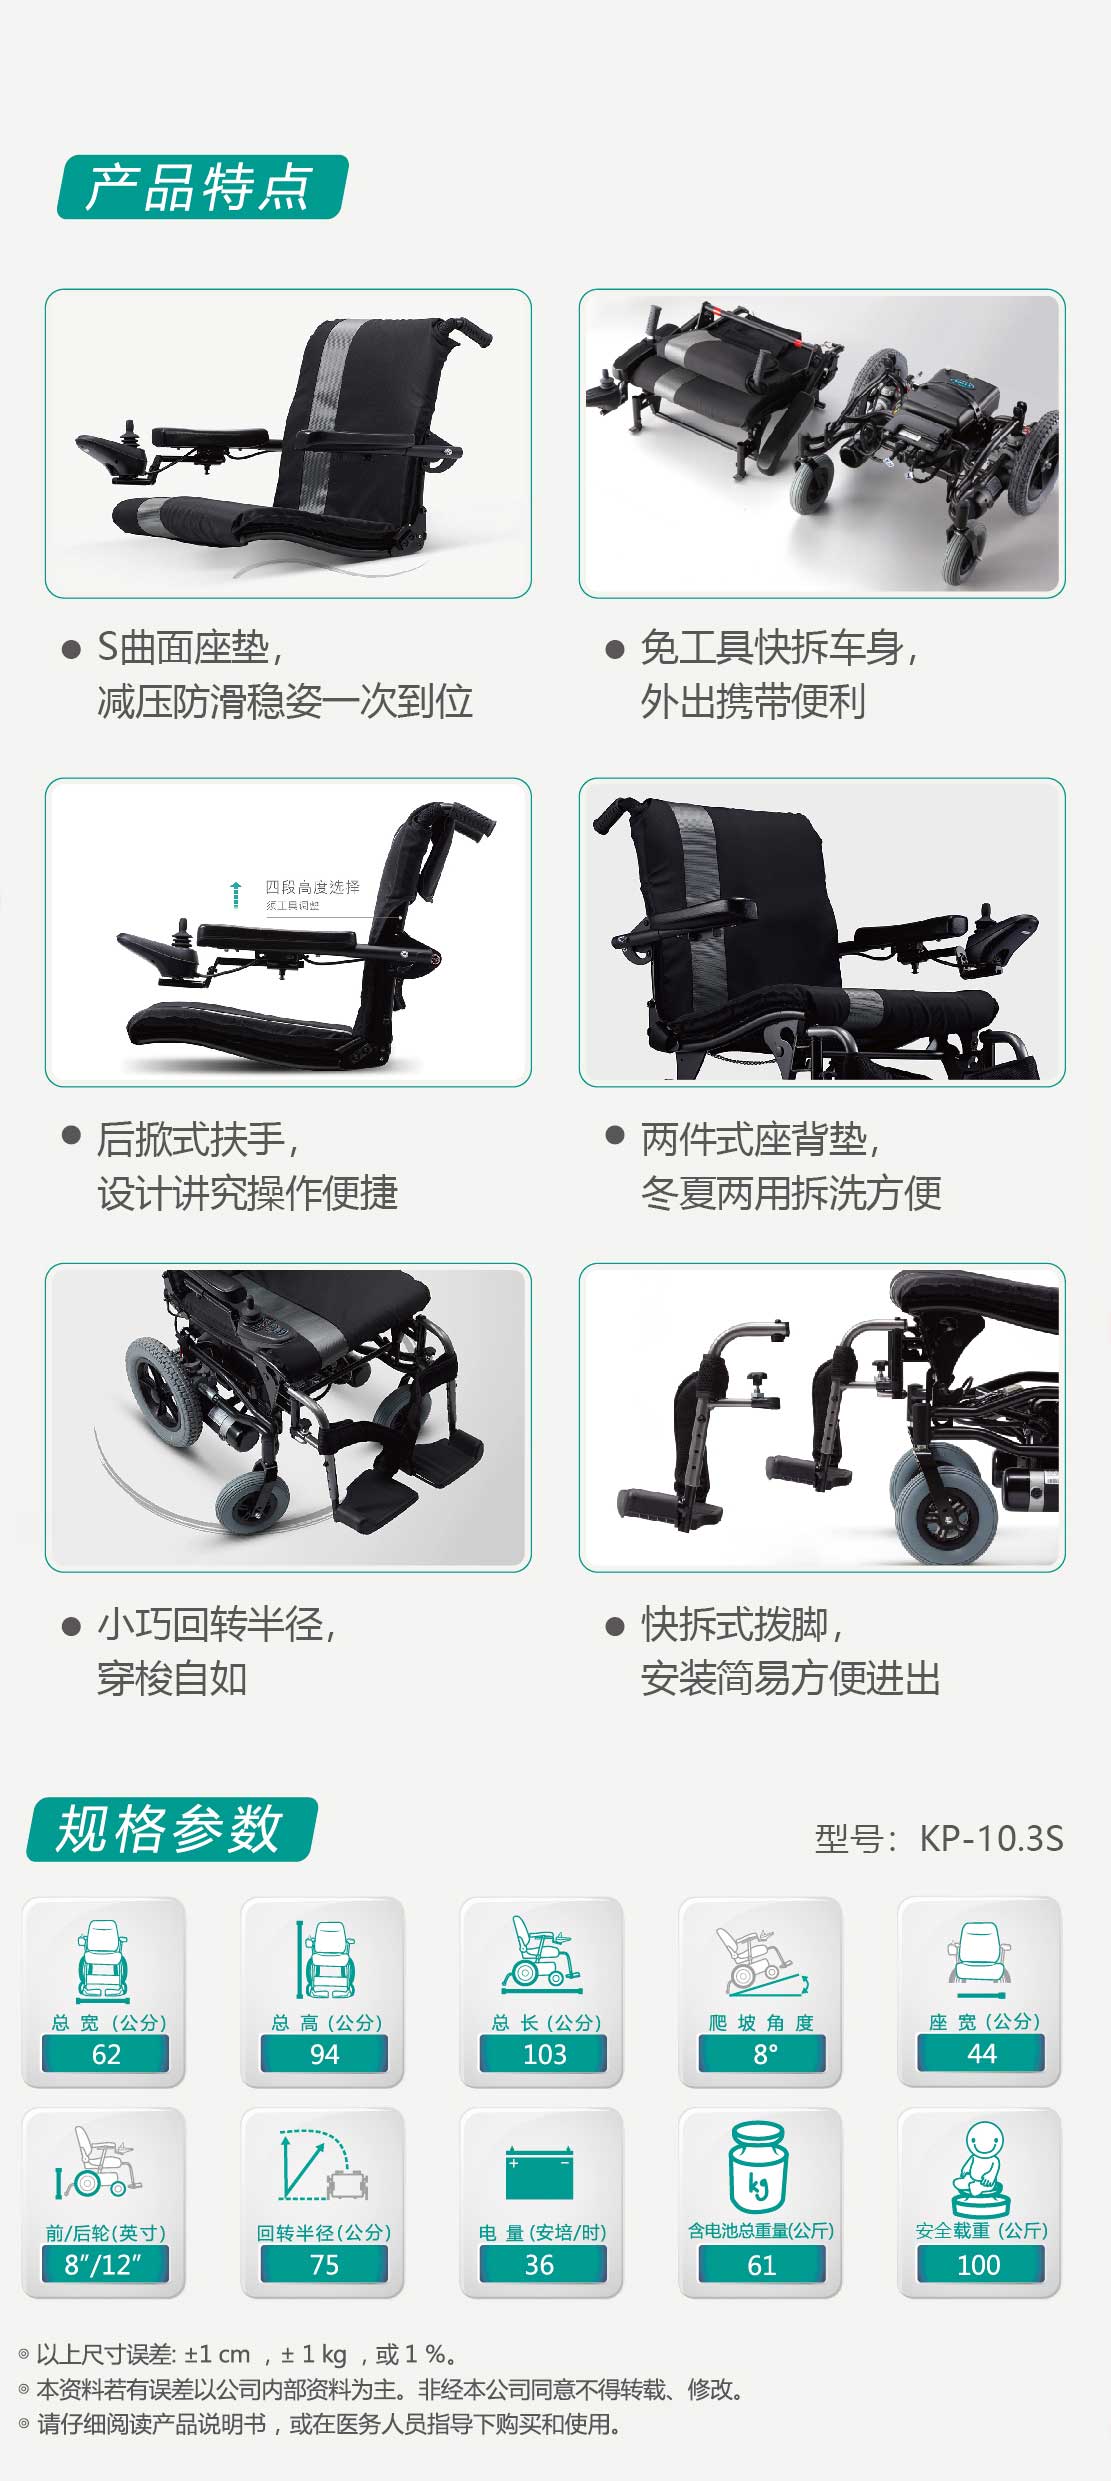 产品特点
S曲面座垫，
减压防滑稳姿一次到位
免工具快拆车身，
外出携带便利
四段高度选择
须工具调整
后掀式扶手，
设计讲究操作便捷
两件式座背垫，
冬夏两用拆洗方便
小巧回转半径，
穿梭自如
快拆式拨脚，
安装简易方便进出
规格参数
型号：KP-10.3S
总 宽 (公分)
62
总 高 (公分)
94
总 长 (公分)
103
爬 坡 角 度
8°
座 宽 (公分)
44
前/后轮(英寸)
8″/12″
回转半径(公分)
75
+ −
电 量 (安培/时)
36
kg
含电池总重量(公斤)
61
安全载重 (公斤)
100
◎ 以上尺寸误差: ±1 cm ，± 1 kg ，或 1 %。
◎ 本资料若有误差以公司内部资料为主。非经本公司同意不得转载、修改。
◎ 请仔细阅读产品说明书，或在医务人员指导下购买和使用。